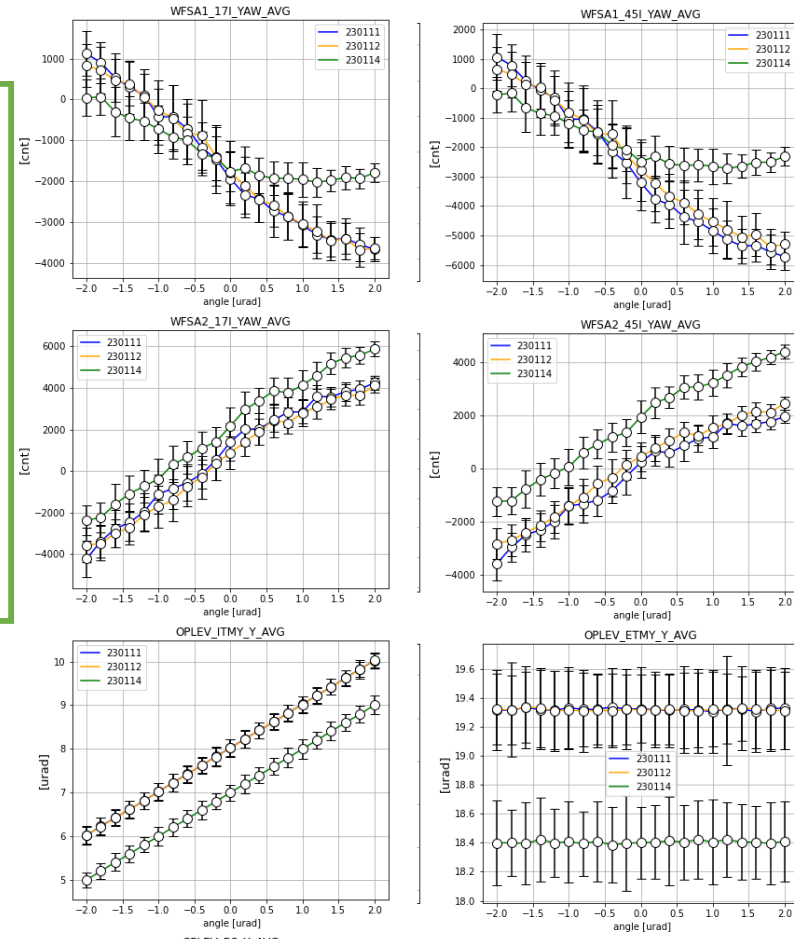 WFSA1_17I_YAW_AVG
230111
230112
230114
1000
0
−1000
−2000
−3000
−4000
[cnt]
−2.0 −1.5 −1.0 −0.5 0.0 0.5 1.0 1.5 2.0
angle [urad]
WFSA1_45I_YAW_AVG
230111
230112
230114
2000
1000
0
−1000
−2000
−3000
−4000
−5000
−6000
[cnt]
−2.0 −1.5 −1.0 −0.5 0.0 0.5 1.0 1.5 2.0
angle [urad]
WFSA2_17I_YAW_AVG
230111
230112
230114
6000
4000
2000
0
−2000
−4000
[cnt]
−2.0 −1.5 −1.0 −0.5 0.0 0.5 1.0 1.5 2.0
angle [urad]
WFSA2_45I_YAW_AVG
230111
230112
230114
4000
2000
0
−2000
−4000
[cnt]
−2.0 −1.5 −1.0 −0.5 0.0 0.5 1.0 1.5 2.0
angle [urad]
OPLEV_ITMY_Y_AVG
230111
230112
230114
10
9
8
7
6
5
[urad]
−2.0 −1.5 −1.0 −0.5 0.0 0.5 1.0 1.5 2.0
angle [urad]
OPLEV_ETMY_Y_AVG
19.6
19.4
19.2
19.0
18.8
18.6
18.4
18.2
18.0
[urad]
230111
230112
230114
−2.0 −1.5 −1.0 −0.5 0.0 0.5 1.0 1.5 2.0
angle [urad]